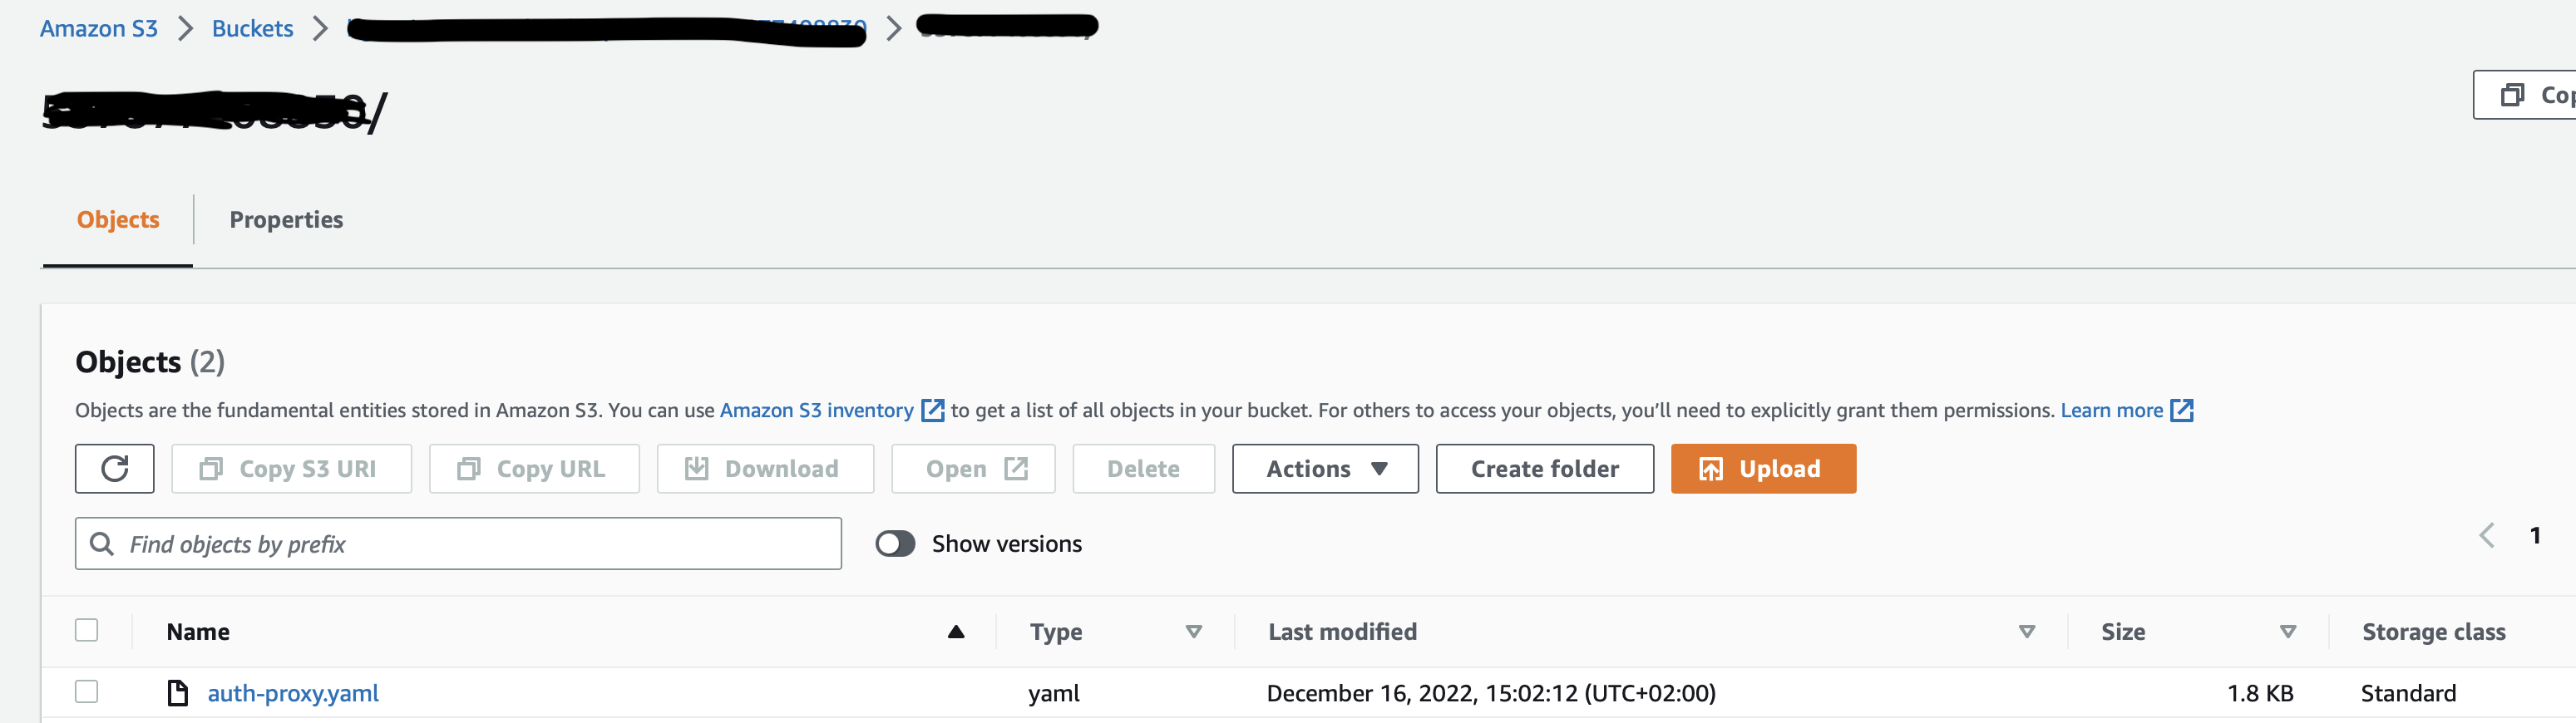 Amazon S3 > Buckets > >
/
Cop
Objects Properties
Objects (2)
Objects are the fundamental entities stored in Amazon S3. You can use Amazon S3 inventory to get a list of all objects in your bucket. For others to access your objects, you’ll need to explicitly grant them permissions. Learn more
Copy S3 URI Copy URL Download Open Delete Actions Create folder Upload
Find objects by prefix Show versions < 1
Name Type Last modified Size Storage class
auth-proxy.yaml yaml December 16, 2022, 15:02:12 (UTC+02:00) 1.8 KB Standard